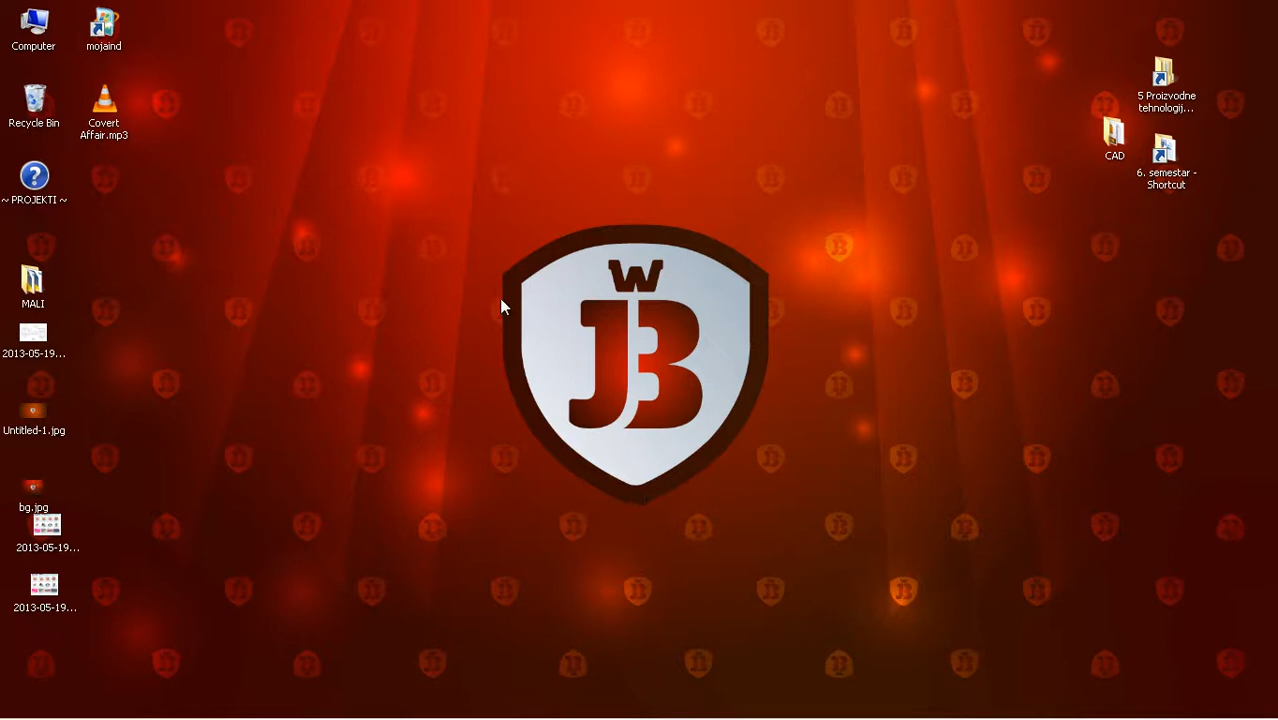 Computer
mojaind
Recycle Bin
Covert
Affair.mp3
~ PROJEKTI ~
MALI
2013-05-19...
Untitled-1.jpg
bg.jpg
2013-05-19...
2013-05-19...
W
JB
5 Proizvodne
tehnologij...
CAD
6. semestar -
Shortcut